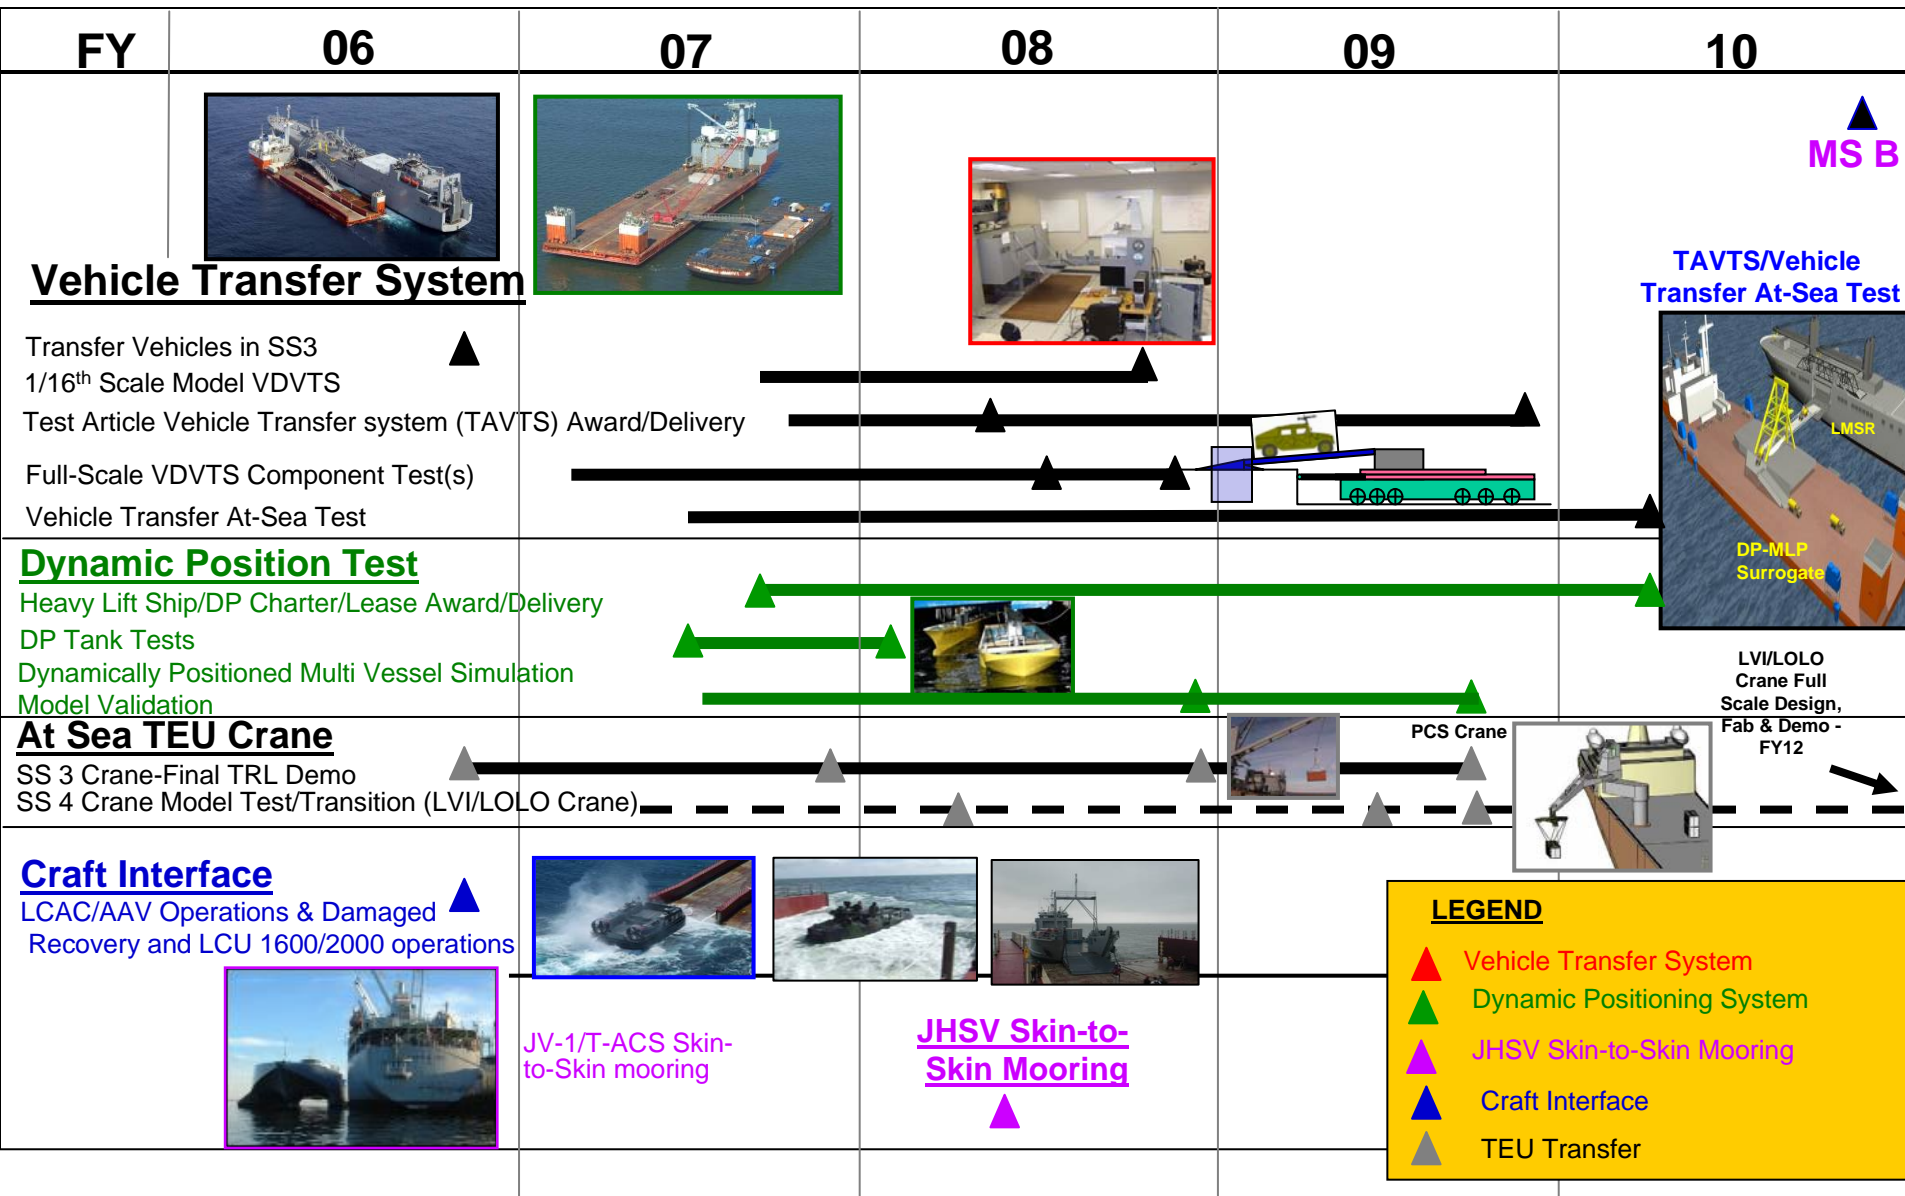 FY 06 07 08 09 10
MS B
Vehicle Transfer System
Transfer Vehicles in SS3
1/16th Scale Model VDVTS
Test Article Vehicle Transfer system (TAVTS) Award/Delivery
Full-Scale VDVTS Component Test(s)
Vehicle Transfer At-Sea Test
TAVTS/Vehicle
Transfer At-Sea Test
LMSR
DP-MLP
Surrogate
Dynamic Position Test
Heavy Lift Ship/DP Charter/Lease Award/Delivery
DP Tank Tests
Dynamically Positioned Multi Vessel Simulation
Model Validation
LVI/LOLO
Crane Full
Scale Design,
Fab & Demo -
FY12
At Sea TEU Crane
SS 3 Crane-Final TRL Demo
SS 4 Crane Model Test/Transition (LVI/LOLO Crane)
PCS Crane
Craft Interface
LCAC/AAV Operations & Damaged
Recovery and LCU 1600/2000 operations
JV-1/T-ACS Skin-
to-Skin mooring
JHSV Skin-to-
Skin Mooring
LEGEND
Vehicle Transfer System
Dynamic Positioning System
JHSV Skin-to-Skin Mooring
Craft Interface
TEU Transfer